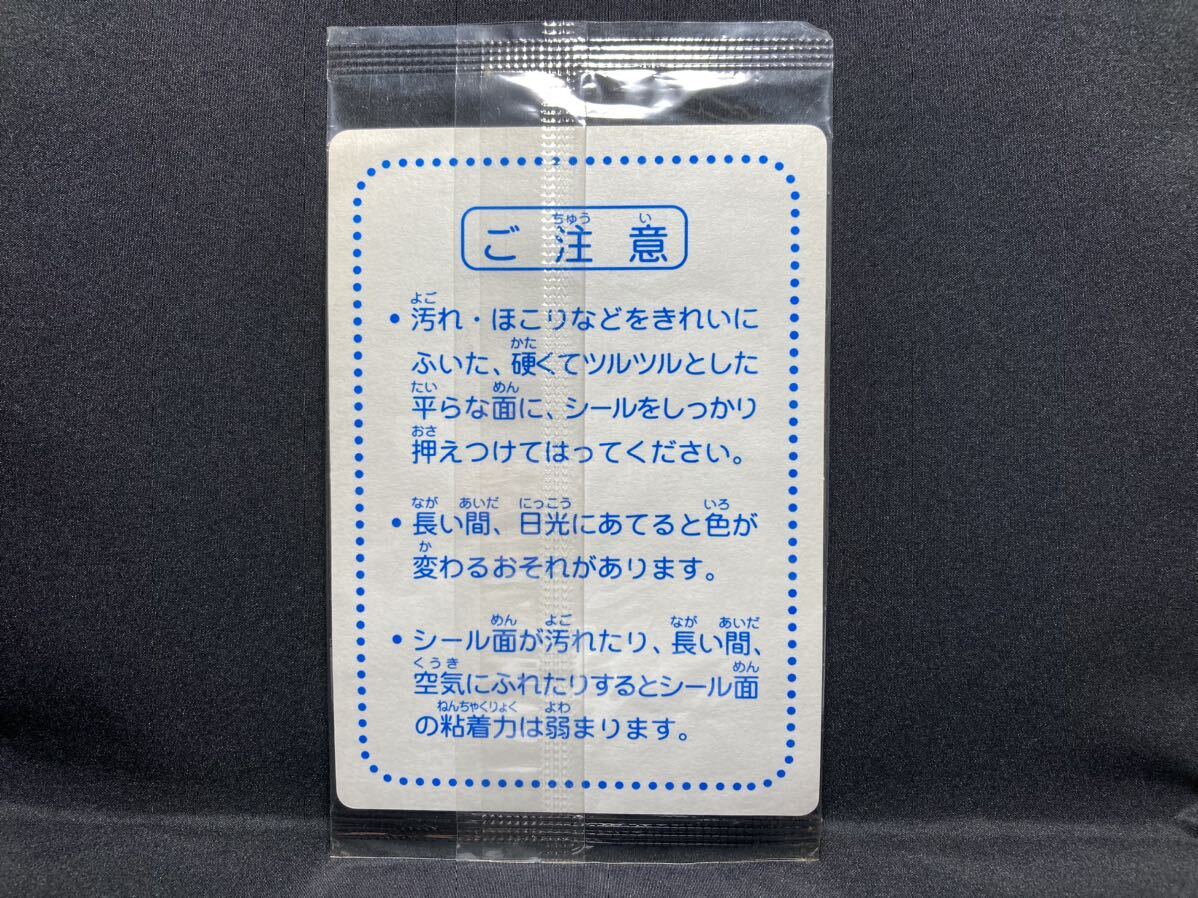 ご注意
• 汚れ・ほこりなどをきれいに
ふいた、硬くてツルツルとした
平らな面に、シールをしっかり
押えつけてはってください。
• 長い間、日光にあてると色が
変わるおそれがあります。
• シール面が汚れたり、長い間、
空気にふれたりするとシール面
の粘着力は弱まります。